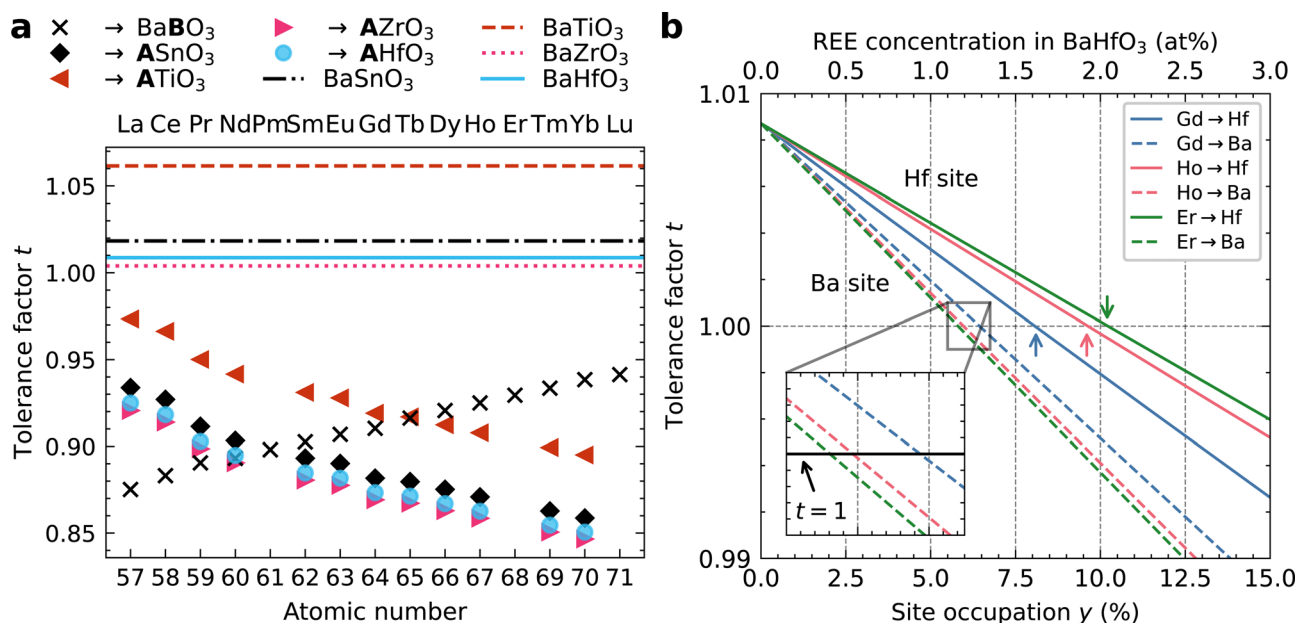 a
→ BaBO₃
→ AZrO₃
BaTiO₃
→ ASnO₃
→ AHfO₃
BaZrO₃
→ ATiO₃
BaSnO₃
BaHfO₃
La Ce Pr Nd Pm Sm Eu Gd Tb Dy Ho Er Tm Yb Lu
Tolerance factor t
1.05
1.00
0.95
0.90
0.85
57 58 59 60 61 62 63 64 65 66 67 68 69 70 71
Atomic number
b
REE concentration in BaHfO₃ (at%)
0.0 0.5 1.0 1.5 2.0 2.5 3.0
Tolerance factor t
1.01
1.00
0.99
Gd → Hf
Gd → Ba
Ho → Hf
Ho → Ba
Er → Hf
Er → Ba
Hf site
Ba site
t = 1
0.0 2.5 5.0 7.5 10.0 12.5 15.0
Site occupation y (%)